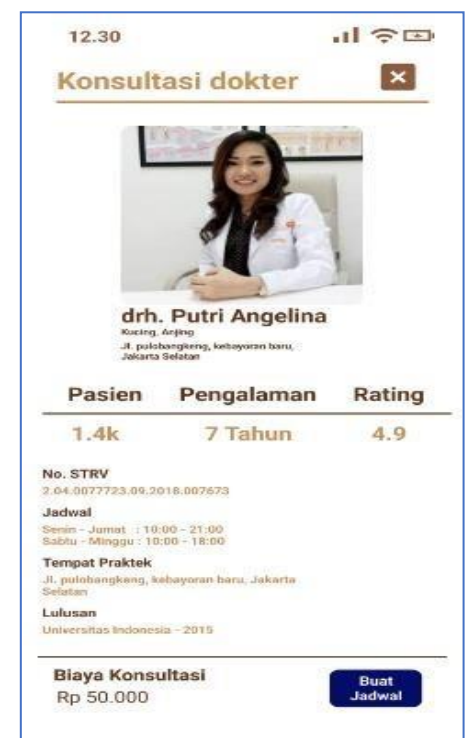 12.30
Konsultasi dokter
drh. Putri Angelina
Kucing, Anjing
Jl. pulobangkeng, kebayoran baru,
Jakarta Selatan
Pasien Pengalaman Rating
1.4k 7 Tahun 4.9
No. STRV
2.04.0077723.09.2018.007673
Jadwal
Senin - Jumat : 10:00 - 21:00
Sabtu - Minggu : 10:00 - 18:00
Tempat Praktek
Jl. pulobangkeng, kebayoran baru, Jakarta
Selatan
Lulusan
Universitas Indonesia - 2015
Biaya Konsultasi
Rp 50.000
Buat
Jadwal